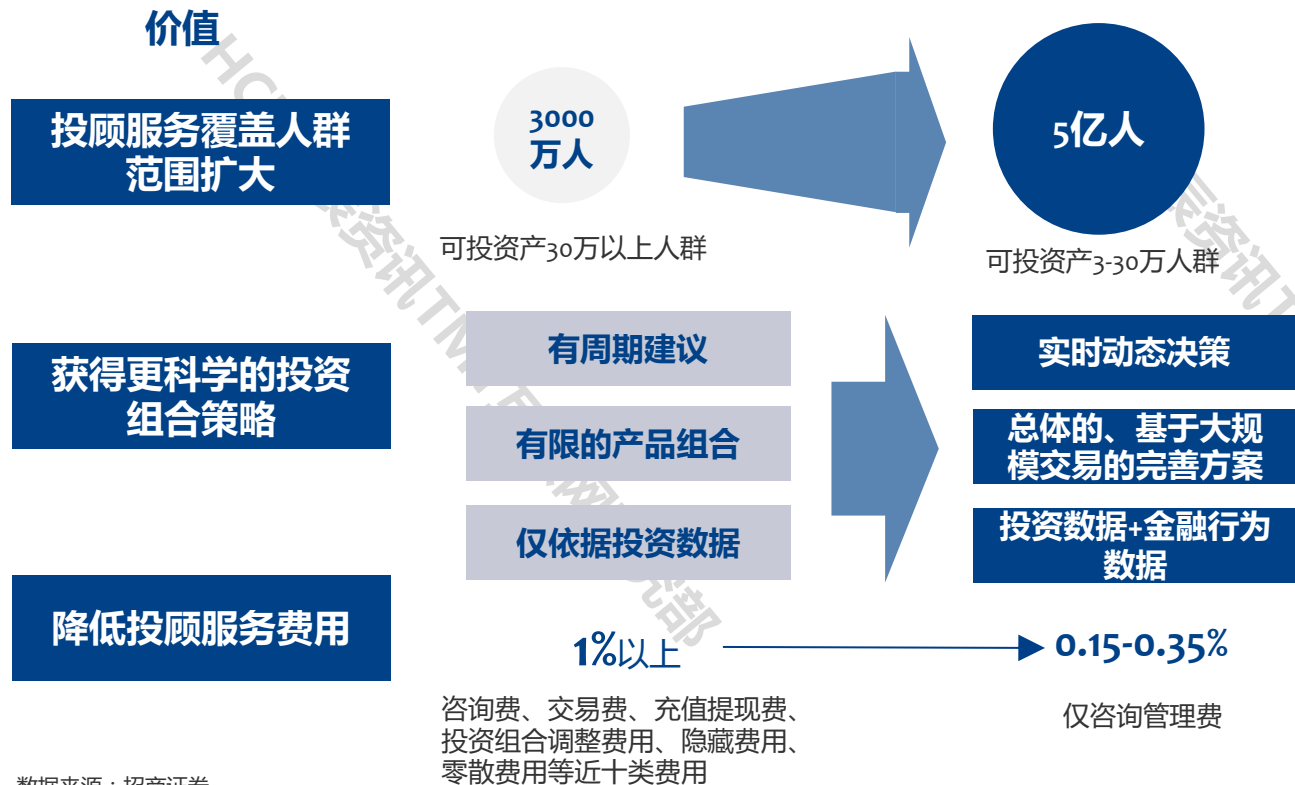 价值
投顾服务覆盖人群
范围扩大
3000
万人
5亿人
可投资产30万以上人群
可投资产3-30万人群
获得更科学的投资
组合策略
有周期建议
有限的产品组合
仅依据投资数据
实时动态决策
总体的、基于大规
模交易的完善方案
投资数据+金融行为
数据
降低投顾服务费用
1%以上
0.15-0.35%
咨询费、交易费、充值提现费、
投资组合调整费用、隐藏费用、
零散费用等近十类费用
仅咨询管理费
数据来源：招商证券